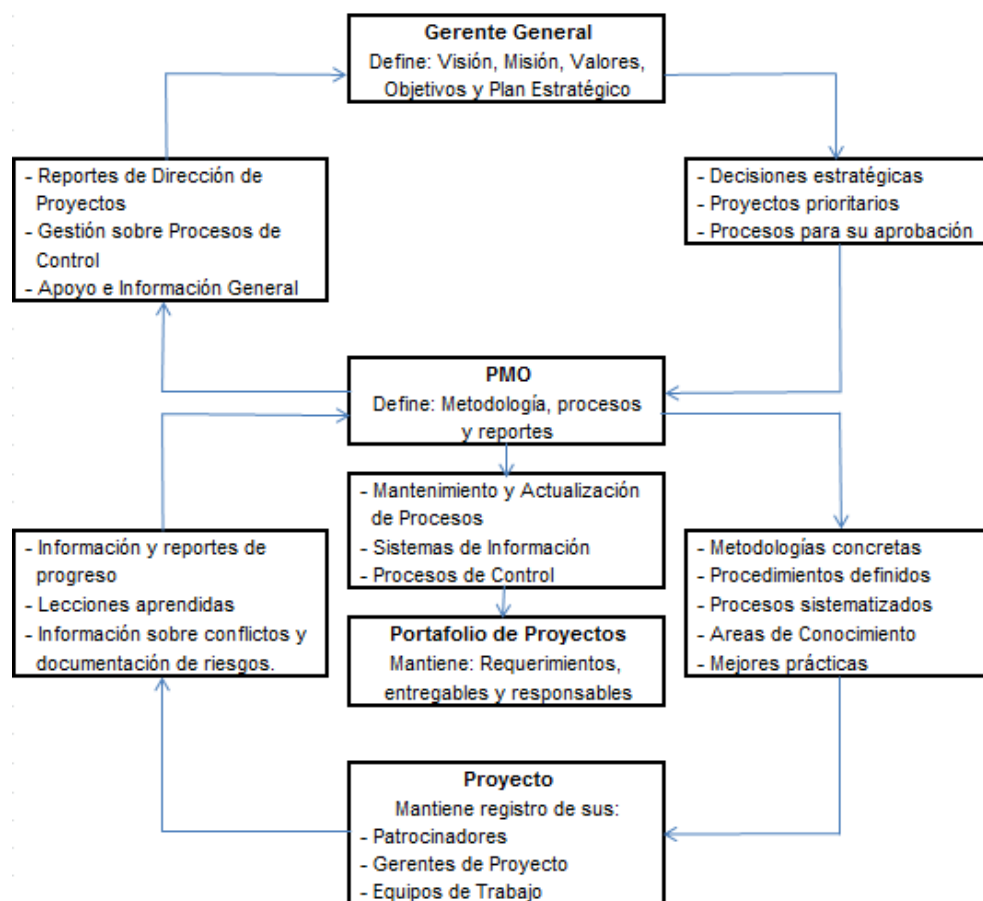 Gerente General
Define: Visión, Misión, Valores,
Objetivos y Plan Estratégico
- Reportes de Dirección de
Proyectos
- Gestión sobre Procesos de
Control
- Apoyo e Información General
- Decisiones estratégicas
- Proyectos prioritarios
- Procesos para su aprobación
PMO
Define: Metodología, procesos
y reportes
- Mantenimiento y Actualización
de Procesos
- Sistemas de Información
- Procesos de Control
- Información y reportes de
progreso
- Lecciones aprendidas
- Información sobre conflictos y
documentación de riesgos.
- Metodologías concretas
- Procedimientos definidos
- Procesos sistematizados
- Areas de Conocimiento
- Mejores prácticas
Portafolio de Proyectos
Mantiene: Requerimientos,
entregables y responsables
Proyecto
Mantiene registro de sus:
- Patrocinadores
- Gerentes de Proyecto
- Equipos de Trabajo